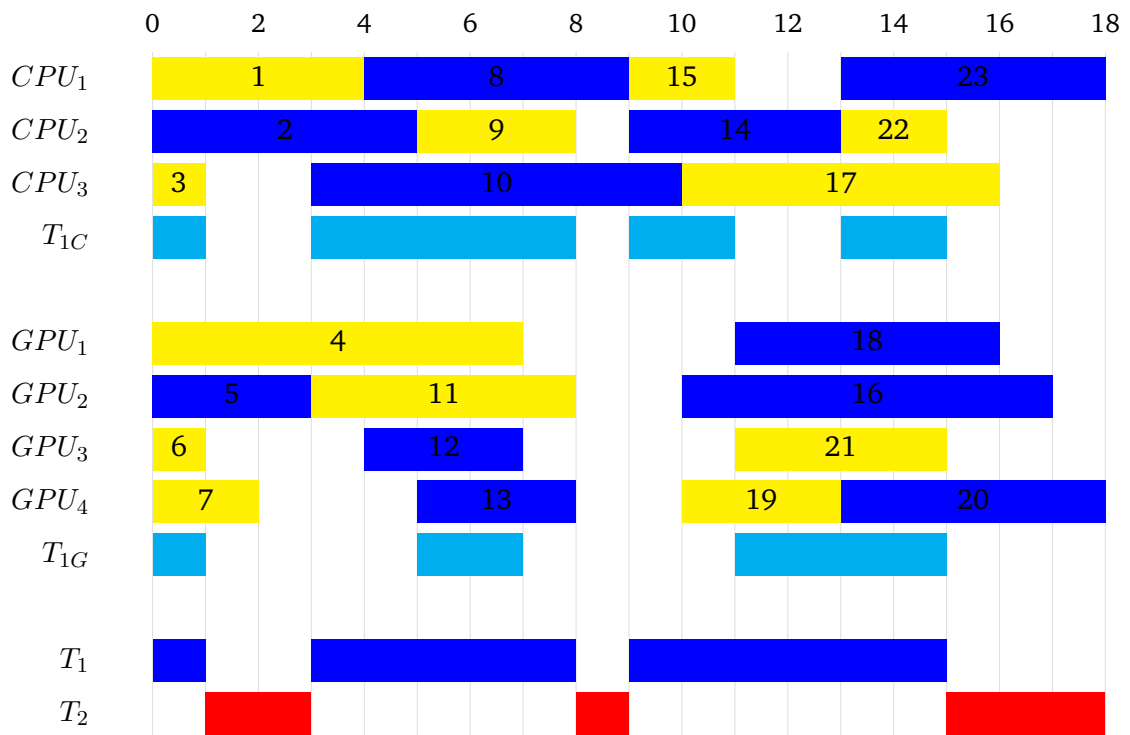 0 2 4 6 8 10 12 14 16 18
CPU₁ 1 8 15 23
CPU₂ 2 9 14 22
CPU₃ 3 10 17
T₁C
GPU₁ 4 18
GPU₂ 5 11 16
GPU₃ 6 12 21
GPU₄ 7 13 19 20
T₁G
T₁
T₂